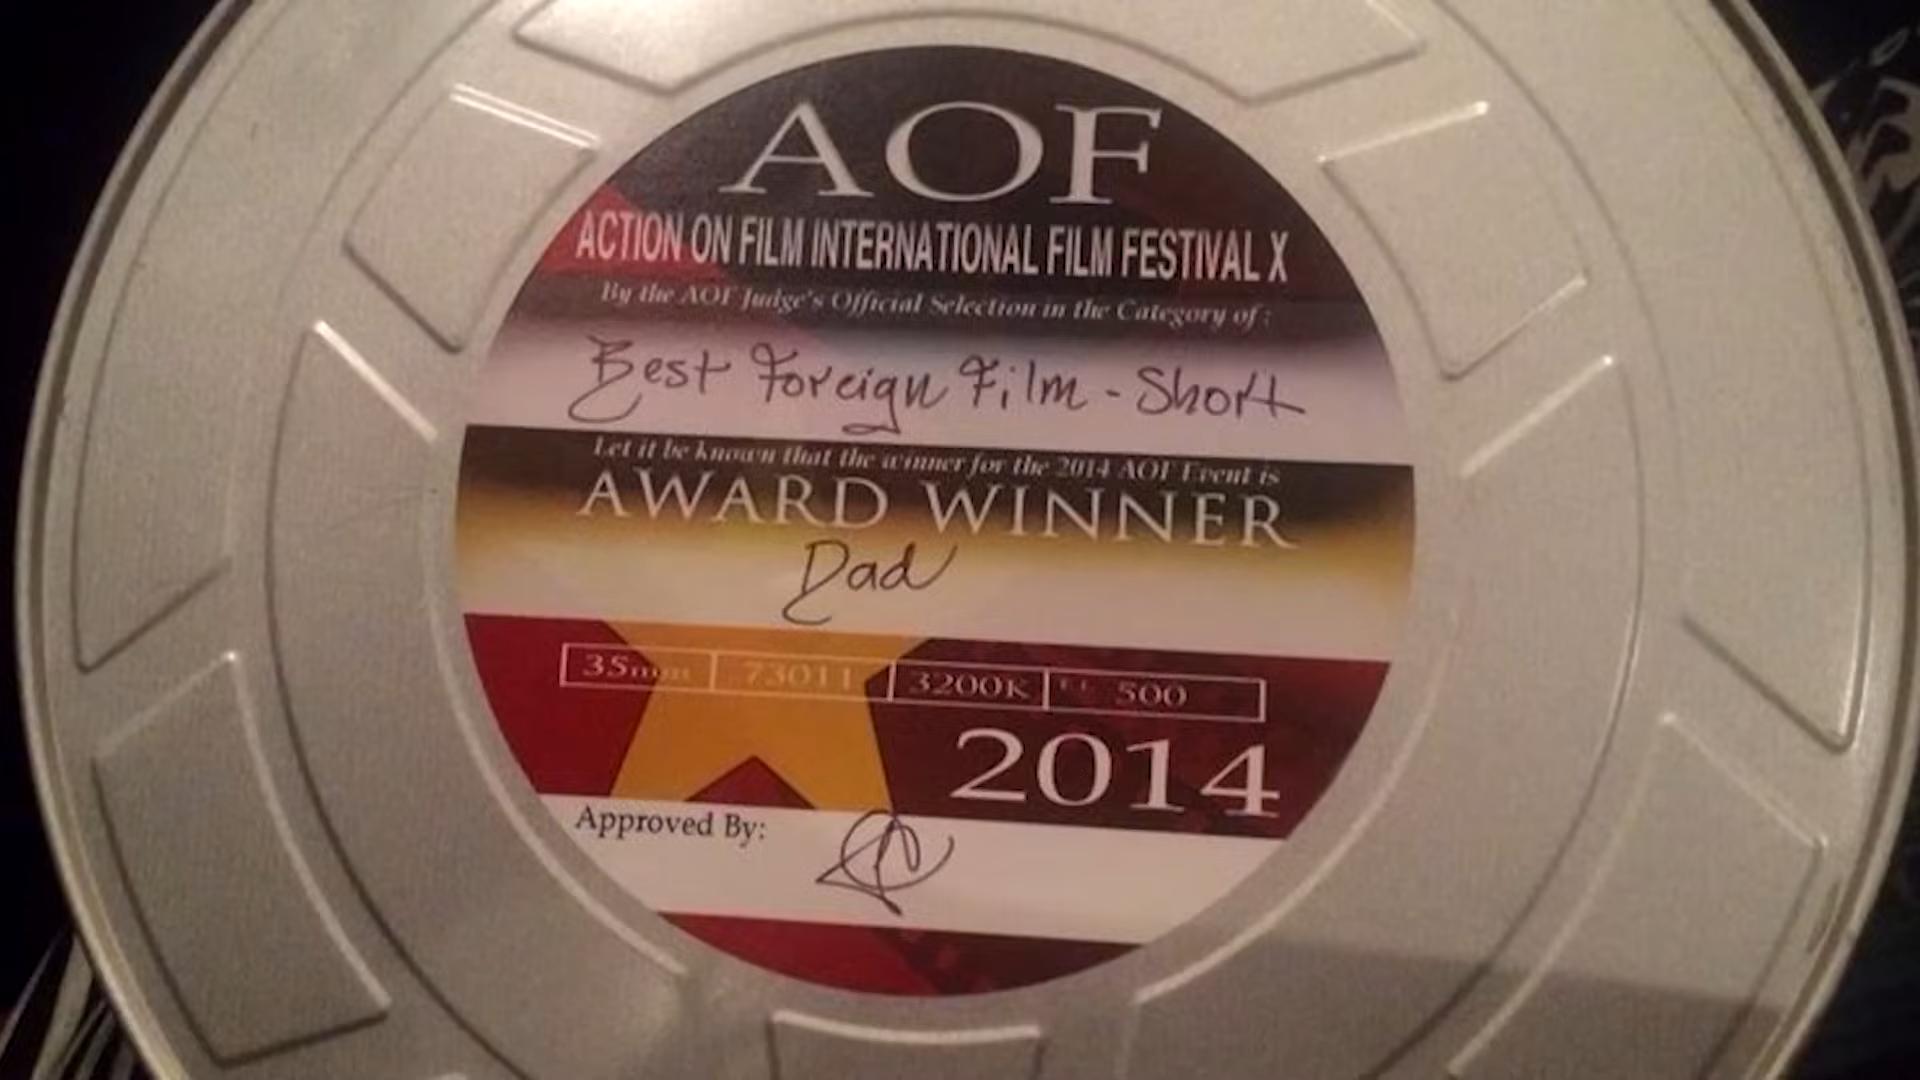 AOF
ACTION ON FILM INTERNATIONAL FILM FESTIVAL X
By the AOF Judge's Official Selection in the Category of:
Best Foreign Film - Short
Let it be known that the winner for the 2014 AOF Event is
AWARD WINNER
Dad
35mm 73011 3200K 500
2014
Approved By: